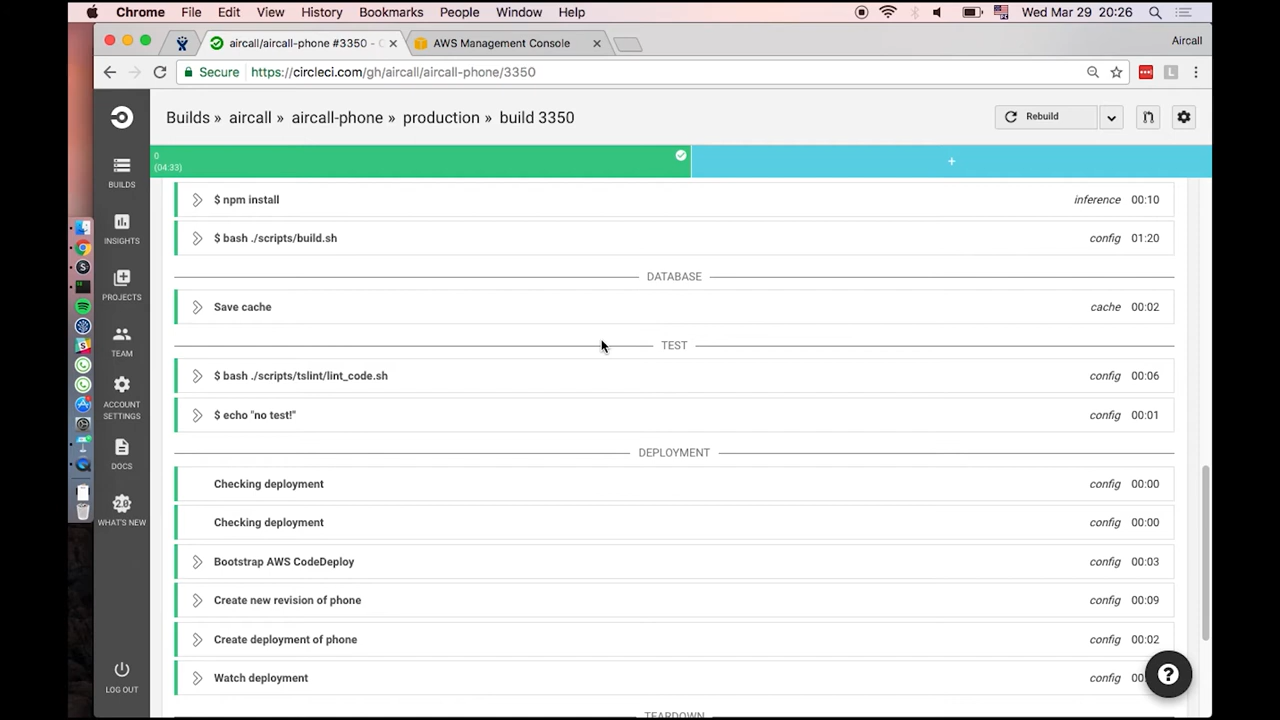 Chrome File Edit View History Bookmarks People Window Help Wed Mar 29 20:26
aircall/aircall-phone #3350 - C AWS Management Console Aircall
Secure https://circleci.com/gh/aircall/aircall-phone/3350
Builds » aircall » aircall-phone » production » build 3350 Rebuild
0
(04:33)
+
BUILDS
INSIGHTS
PROJECTS
TEAM
ACCOUNT
SETTINGS
DOCS
2.0
WHAT'S NEW
LOG OUT
$ npm install inference 00:10
$ bash ./scripts/build.sh config 01:20
DATABASE
Save cache cache 00:02
TEST
$ bash ./scripts/tslint/lint_code.sh config 00:06
$ echo "no test!" config 00:01
DEPLOYMENT
Checking deployment config 00:00
Checking deployment config 00:00
Bootstrap AWS CodeDeploy config 00:03
Create new revision of phone config 00:09
Create deployment of phone config 00:02
Watch deployment config
TEARDOWN